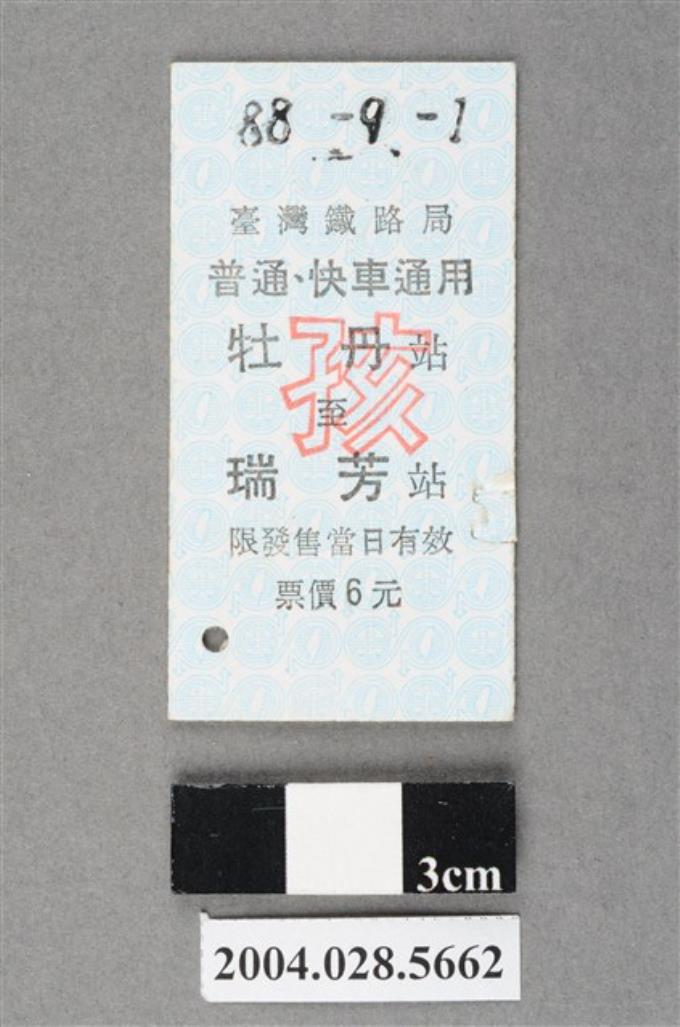 88 -9 -1
臺灣鐵路局
普通、快車通用
牡丹站
孩
至
瑞芳站
限發售當日有效
票價6元
3cm
2004.028.5662